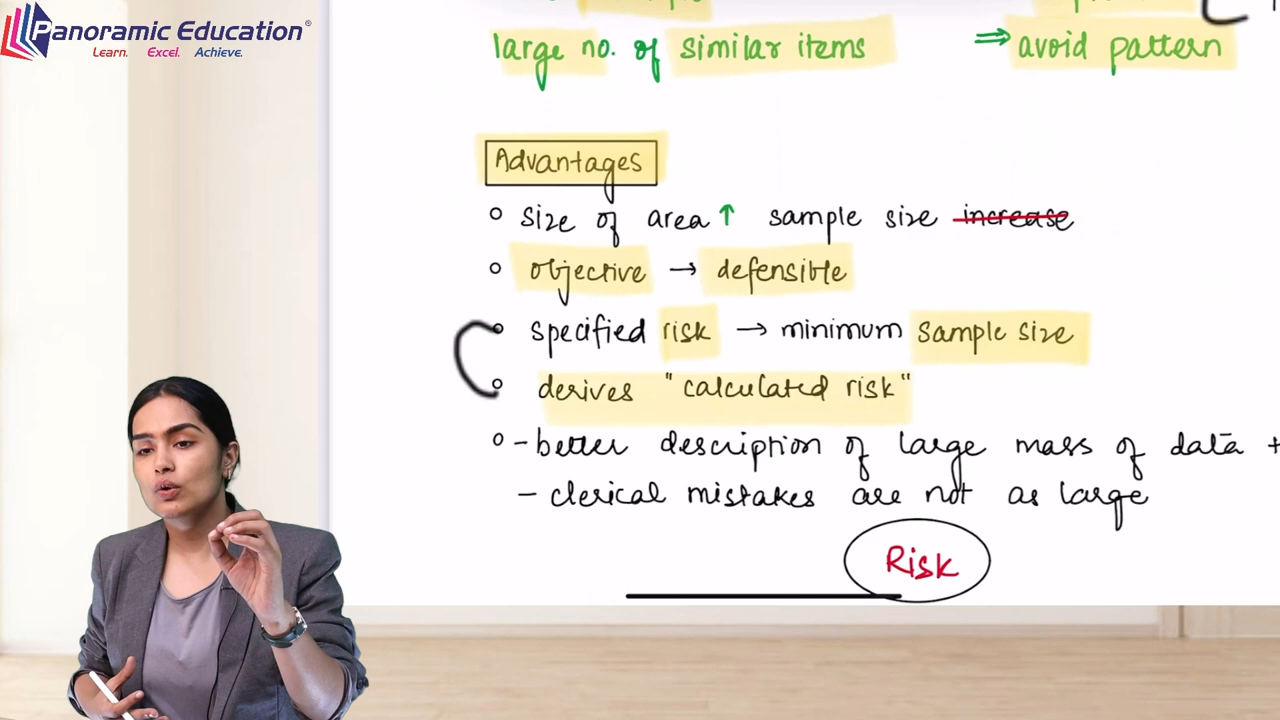 Panoramic Education®
Learn. Excel. Achieve.
large no. of similar items
⇒ avoid pattern
Advantages
○ size of area ↑ sample size increase
○ objective → defensible
○ specified risk → minimum sample size
○ derives "calculated risk"
○ - better description of large mass of data +
- clerical mistakes are not as large
Risk